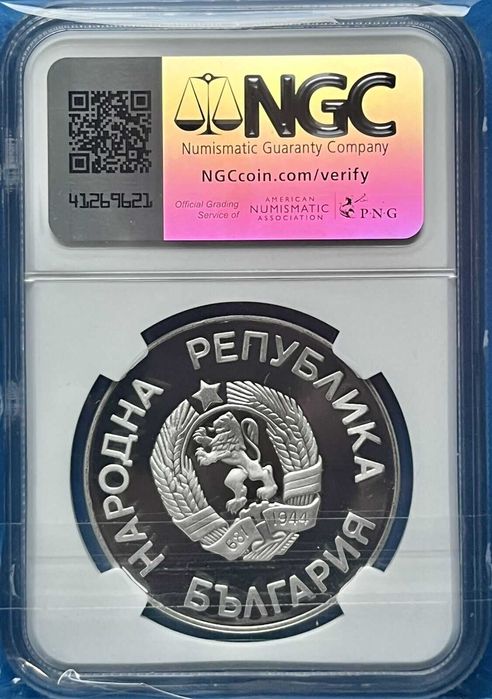 NGC
Numismatic Guaranty Company
NGCcoin.com/verify
41269621
Official Grading
Service of
AMERICAN
NUMISMATIC
ASSOCIATION
P·N·G
НАРОДНА РЕПУБЛИКА БЪЛГАРИЯ
681 1944